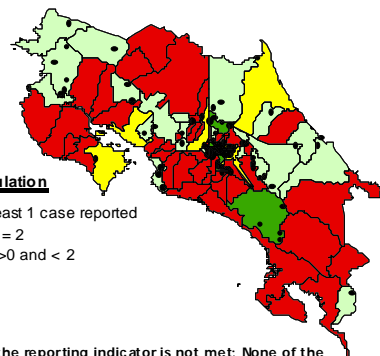 ulation
east 1 case reported
= 2
>0 and < 2
he reporting indicator is not met: None of the